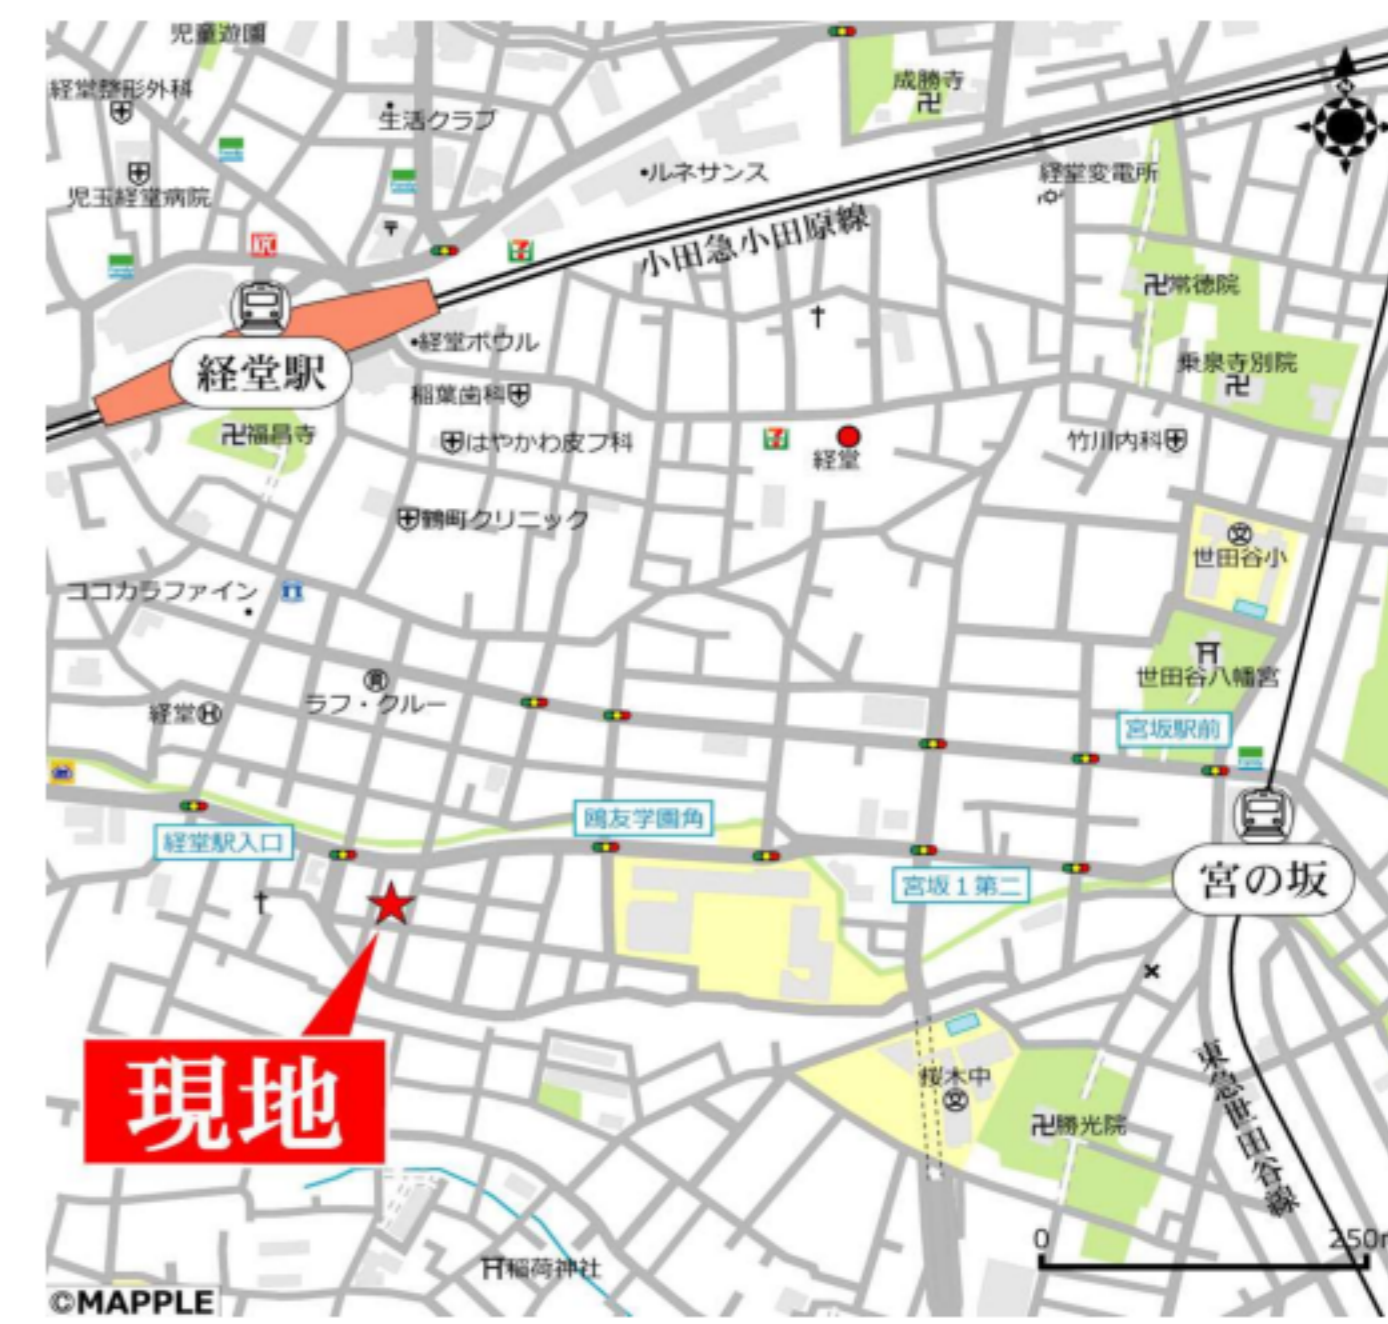 児童遊園
経堂整形外科
成勝寺
生活クラブ
ルネサンス
経堂変電所
児玉経堂病院
小田急小田原線
KFC
常徳院
経堂ボウル
経堂駅
乗泉寺別院
稲葉歯科
福昌寺
はやかわ皮フ科
竹川内科
経堂
鶴町クリニック
世田谷小
ココカラファイン
世田谷八幡宮
ラフ・クルー
経堂
宮坂駅前
鴎友学園角
経堂駅入口
宮坂1第二
宮の坂
現地
桜木中
勝光院
東急世田谷線
0
250m
稲荷神社
©MAPPLE